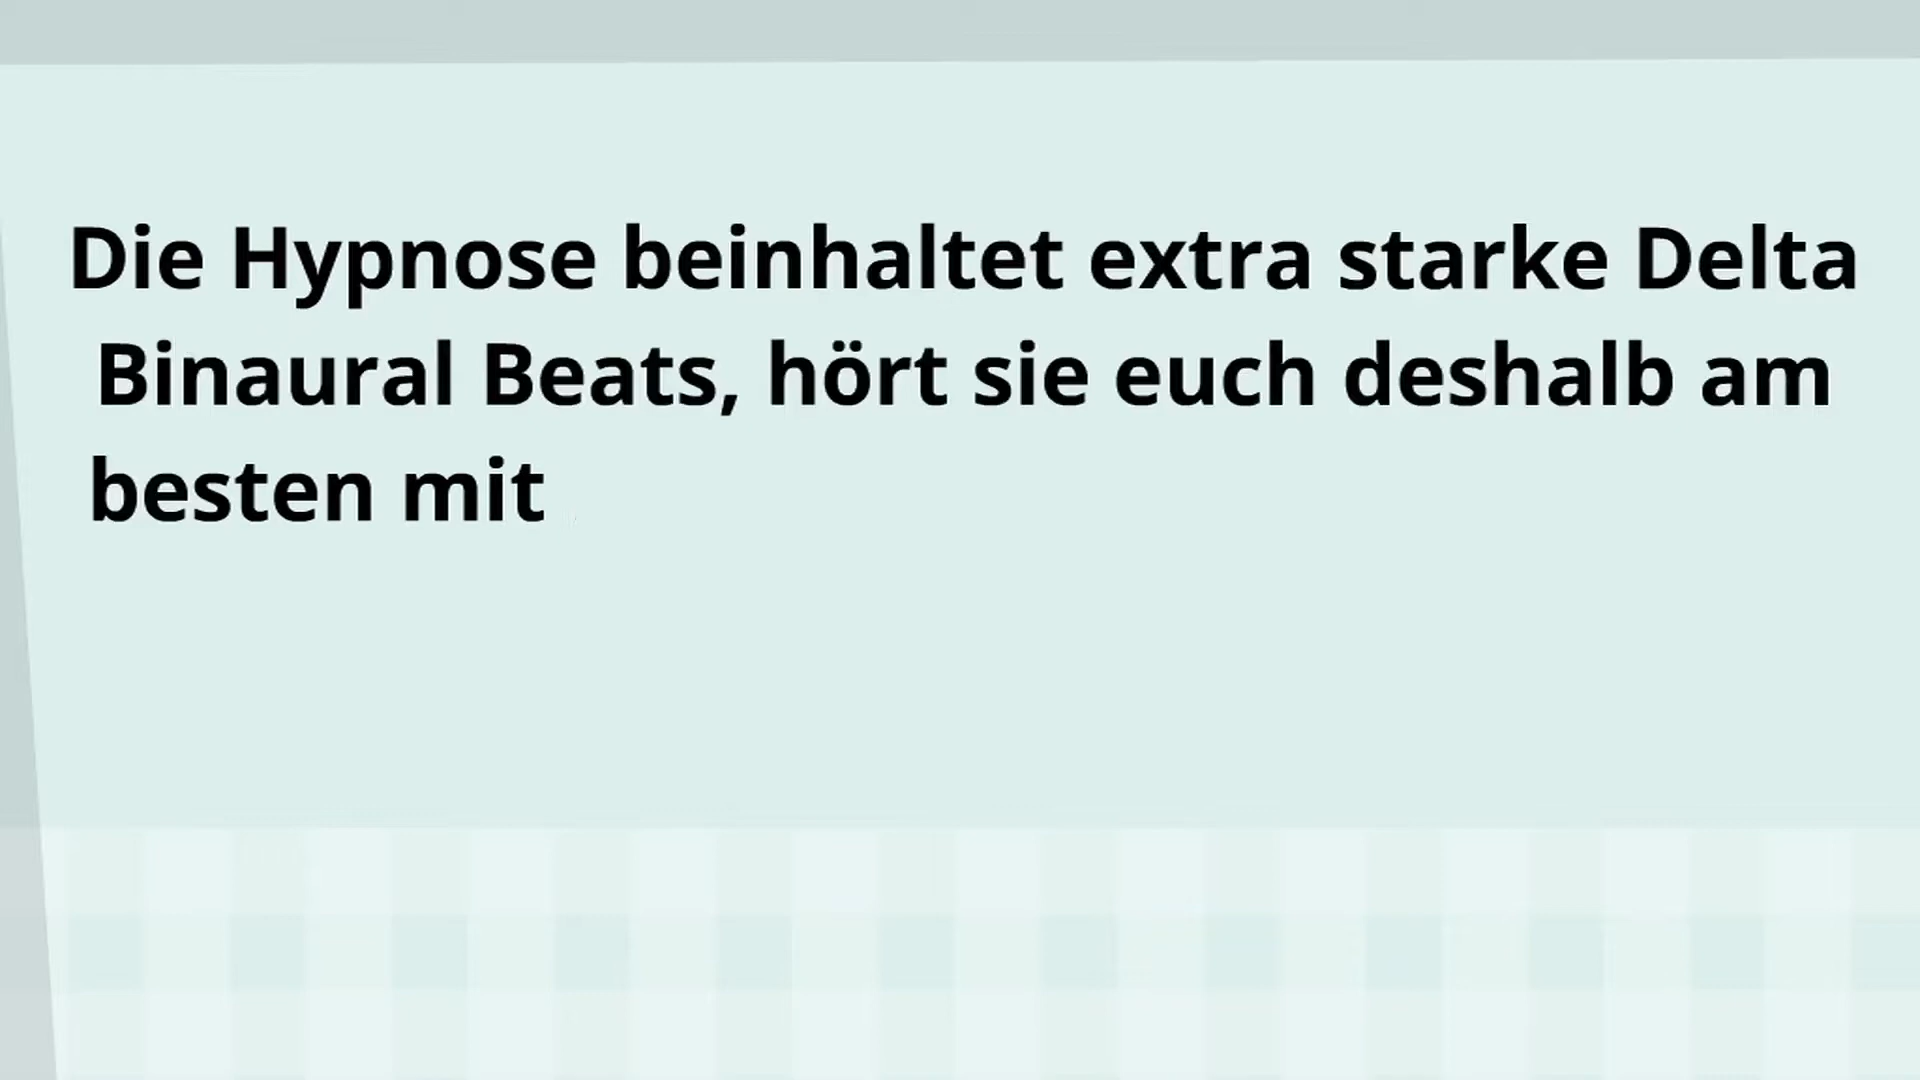 Die Hypnose beinhaltet extra starke Delta
Binaural Beats, hört sie euch deshalb am
besten mit